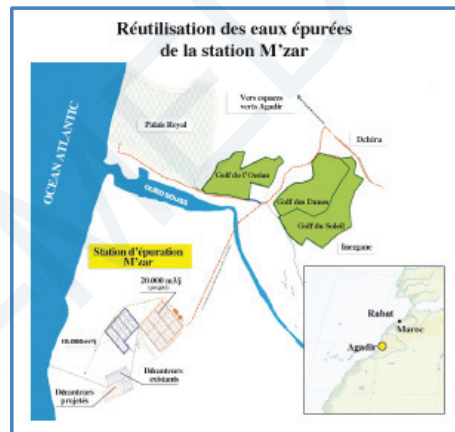 Réutilisation des eaux épurées
de la station M'zar
Vers espaces
verts Agadir
Palais Royal
Dchira
OCEAN ATLANTIC
Golf de l'Océan
OUED SOUSS
Golf des Dunes
Golf du Soleil
Inezgane
Station d'épuration
M'zar
20.000 m3/j
(projeté)
10.000m3/j
Décanteurs
existants
Décanteurs
projetés
Rabat
Maroc
Agadir